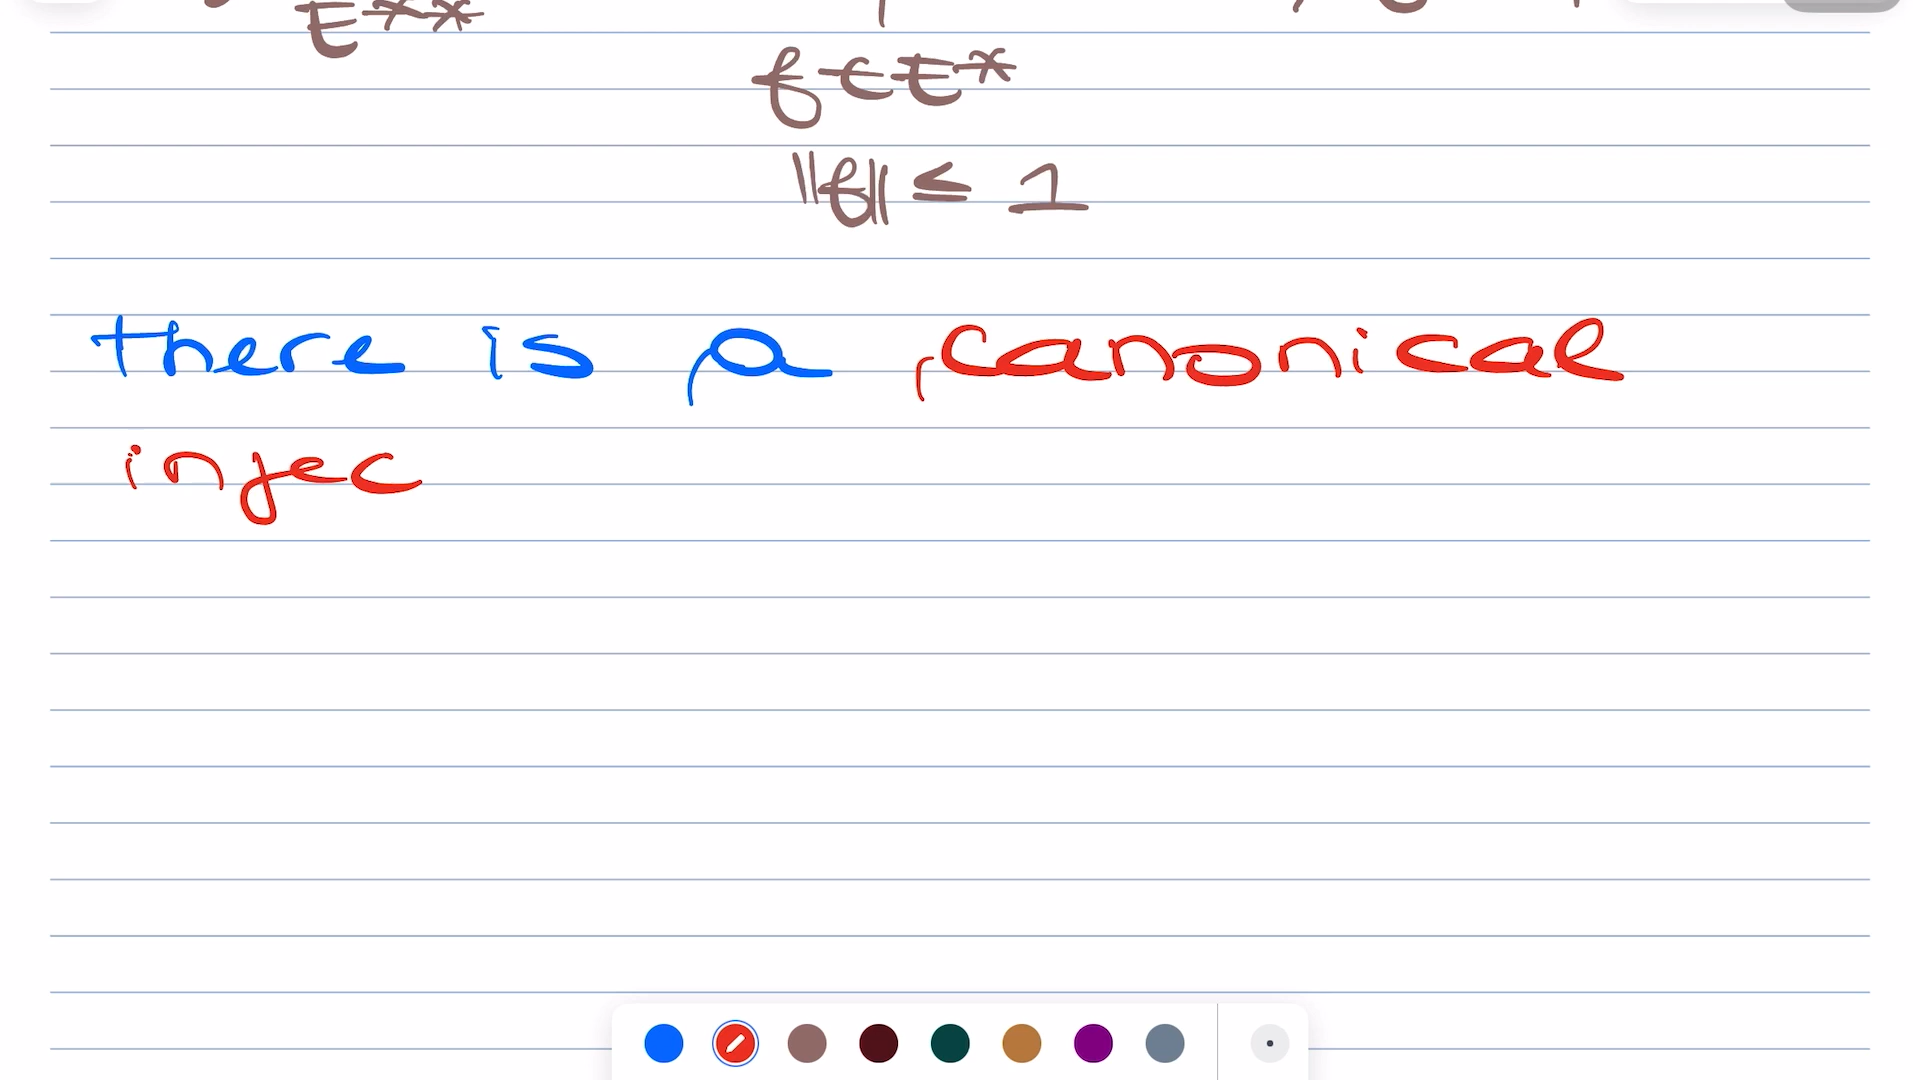 E**
f ∈ E*
||f|| ≤ 1
there is a canonical
injec